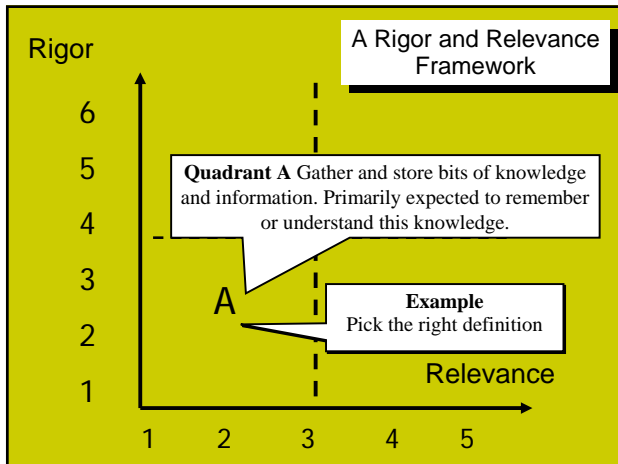 A Rigor and Relevance
Framework
Rigor
6
5
Quadrant A Gather and store bits of knowledge
and information. Primarily expected to remember
or understand this knowledge.
4
3
A
Example
Pick the right definition
2
Relevance
1
1 2 3 4 5